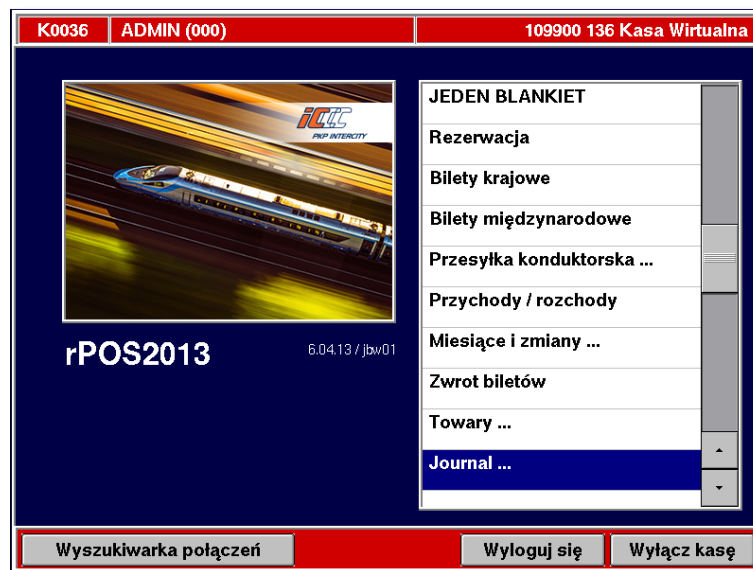 K0036 ADMIN (000) 109900 136 Kasa Wirtualna
iCCC
PKP INTERCITY
rPOS2013 6.04.13 / jbw01
JEDEN BLANKIET
Rezerwacja
Bilety krajowe
Bilety międzynarodowe
Przesyłka konduktorska ...
Przychody / rozchody
Miesiące i zmiany ...
Zwrot biletów
Towary ...
Journal ...
Wyszukiwarka połączeń Wyloguj się Wyłącz kasę